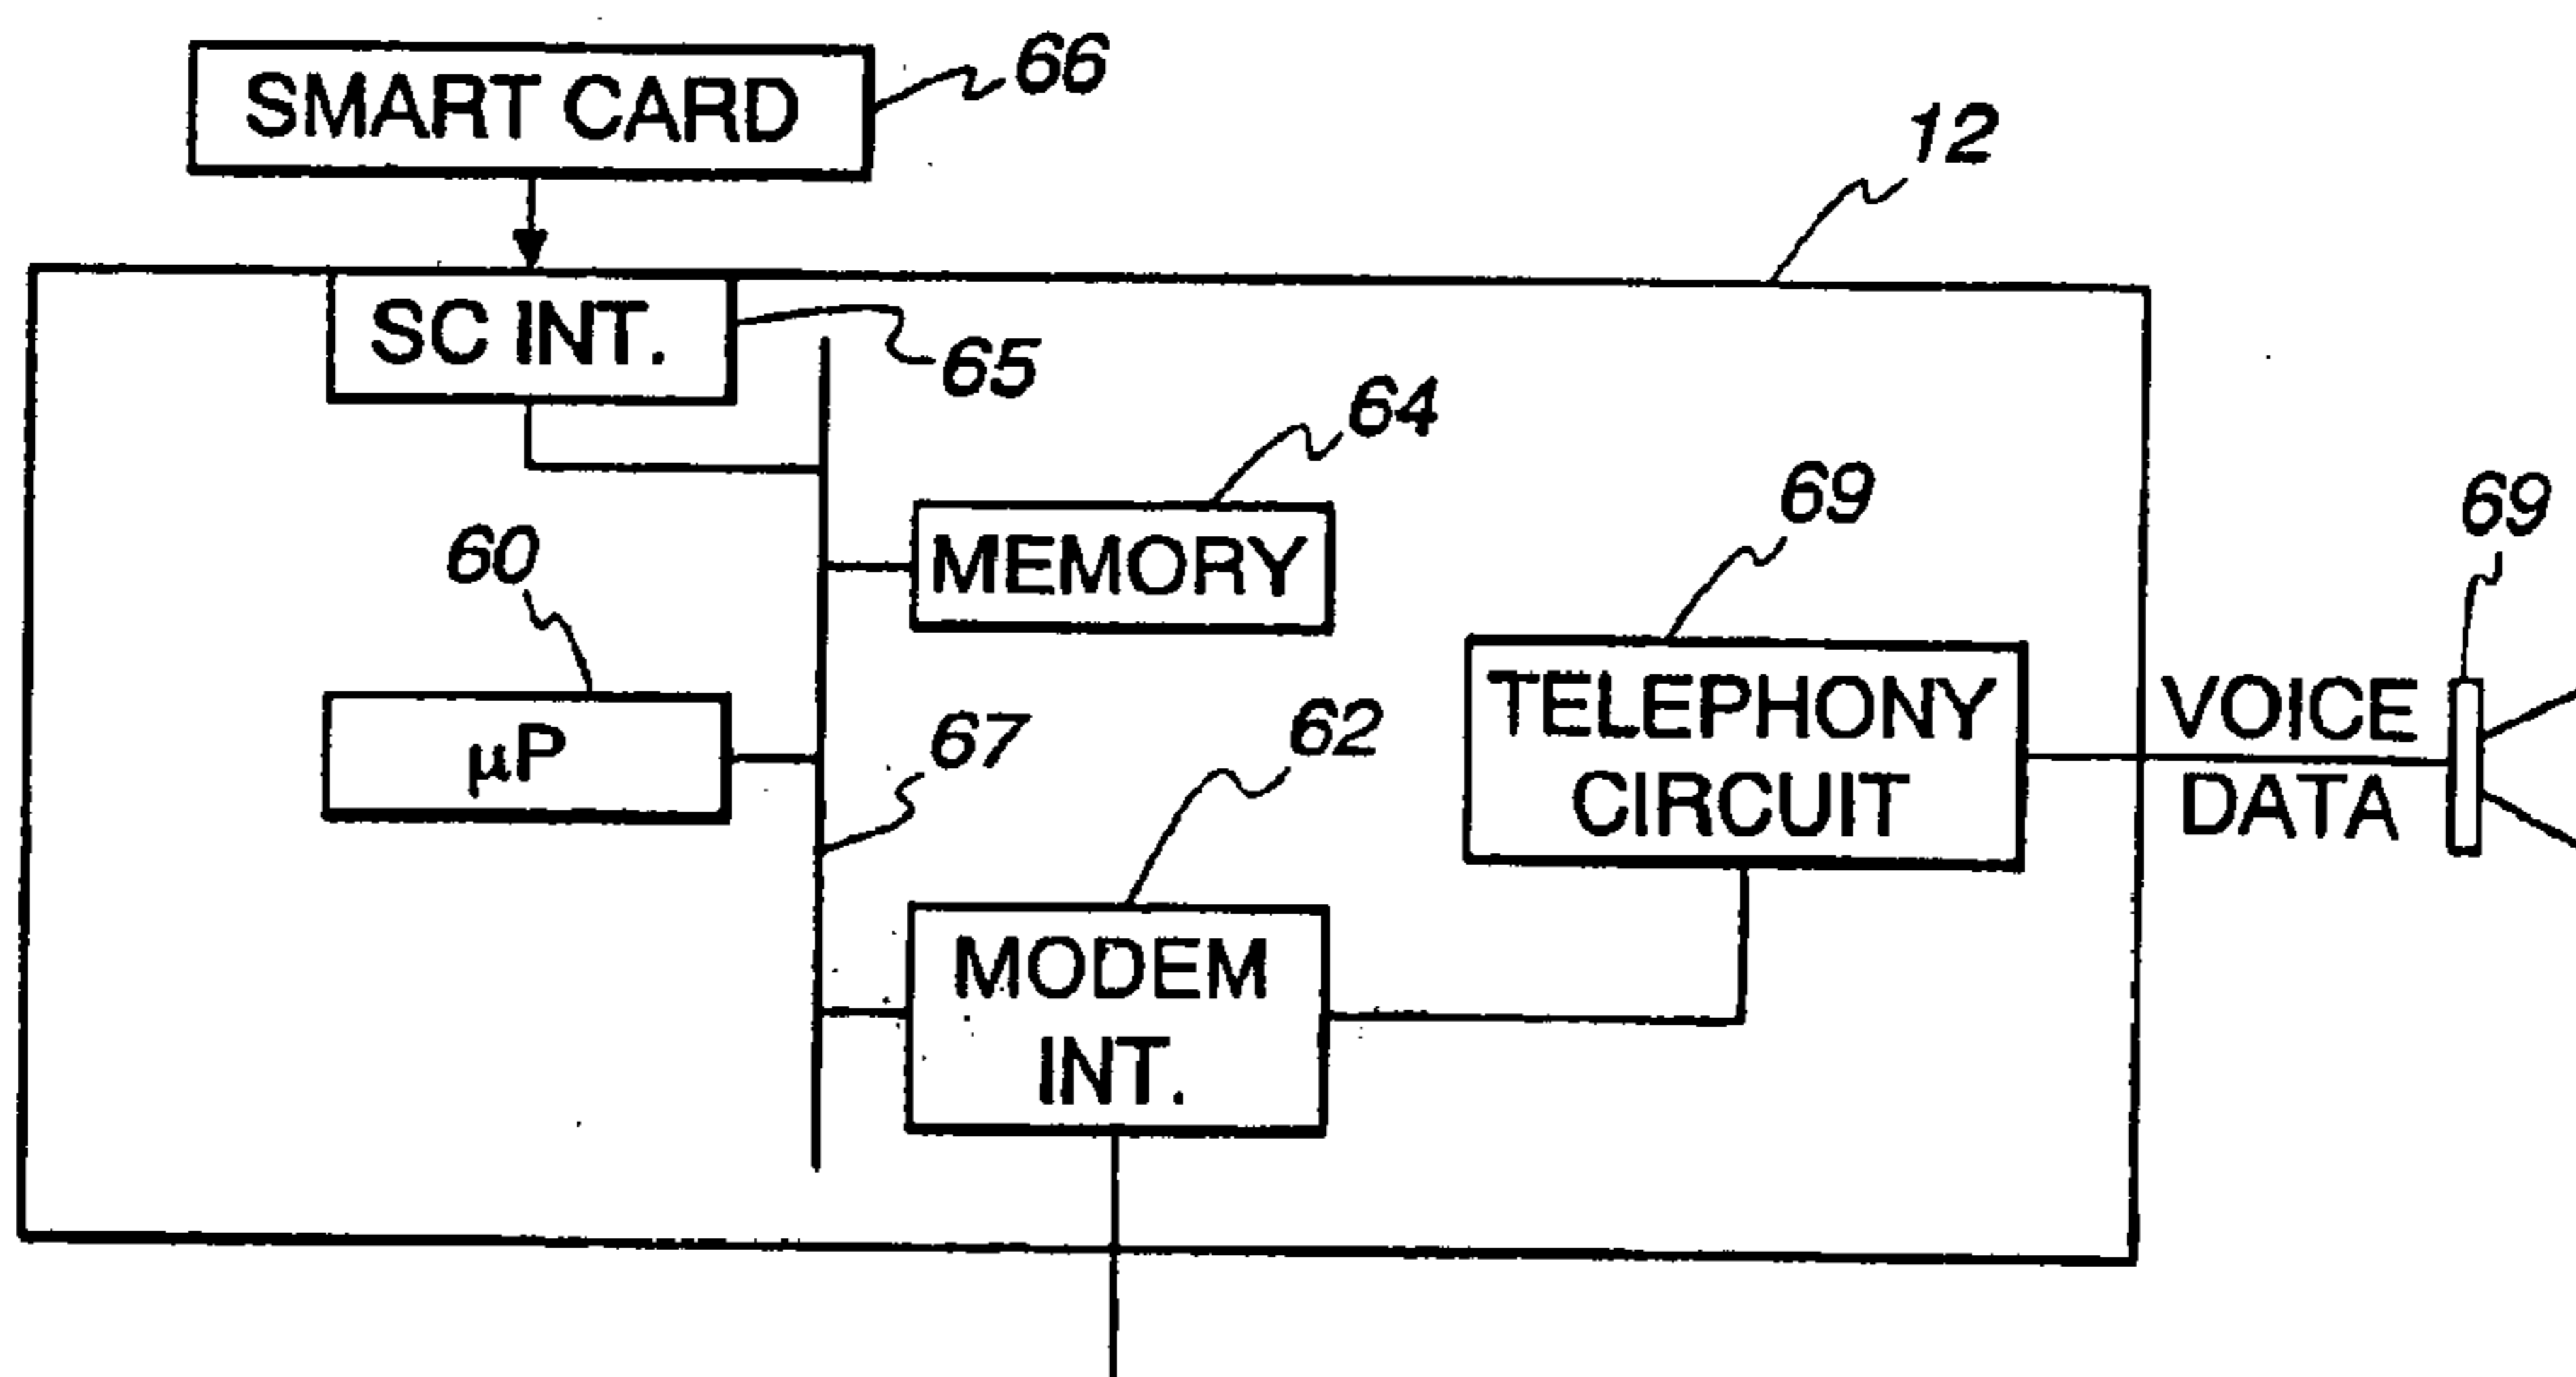 SMART CARD
66
12
SC INT.
65
64
MEMORY
69
69
60
TELEPHONY
CIRCUIT
VOICE
DATA
μP
67
62
MODEM
INT.